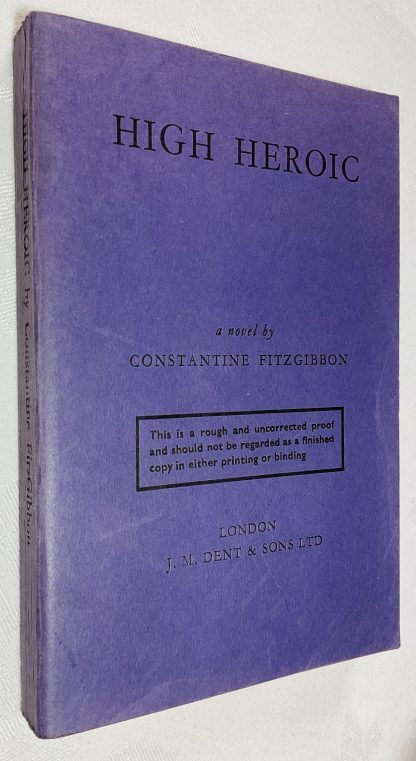 HIGH HEROIC
a novel by
CONSTANTINE FITZGIBBON
This is a rough and uncorrected proof
and should not be regarded as a finished
copy in either printing or binding
LONDON
J. M. DENT & SONS LTD
HIGH HEROIC by Constantine FitzGibbon